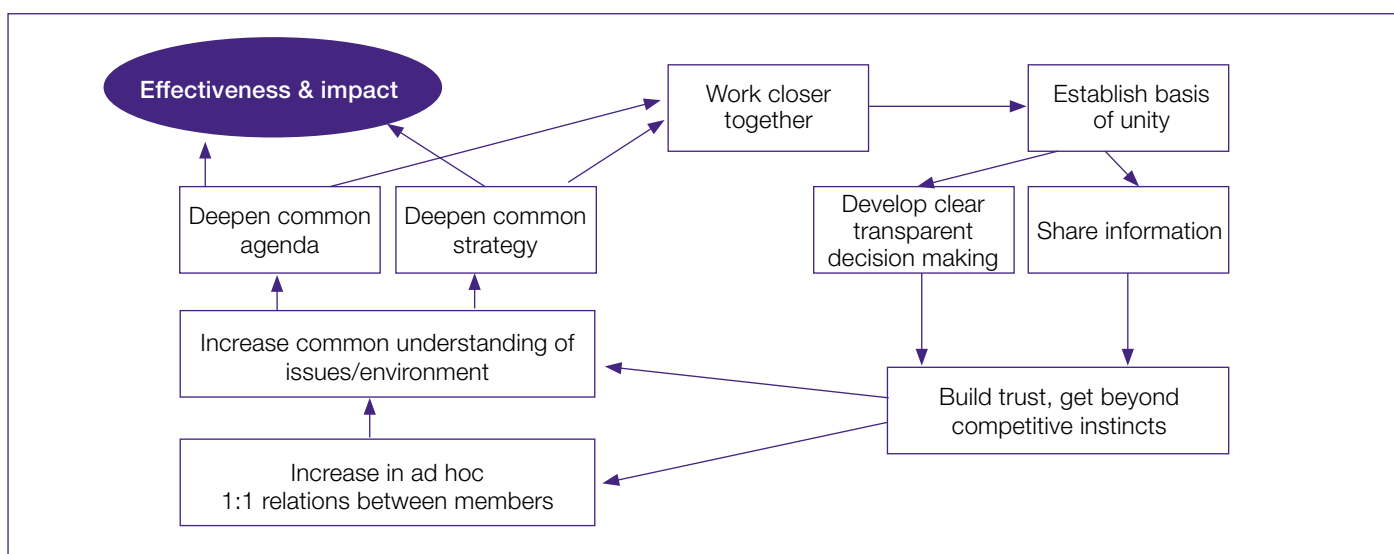 Effectiveness & impact
Work closer
together
Establish basis
of unity
Deepen common
agenda
Deepen common
strategy
Develop clear
transparent
decision making
Share information
Increase common understanding of
issues/environment
Build trust, get beyond
competitive instincts
Increase in ad hoc
1:1 relations between members